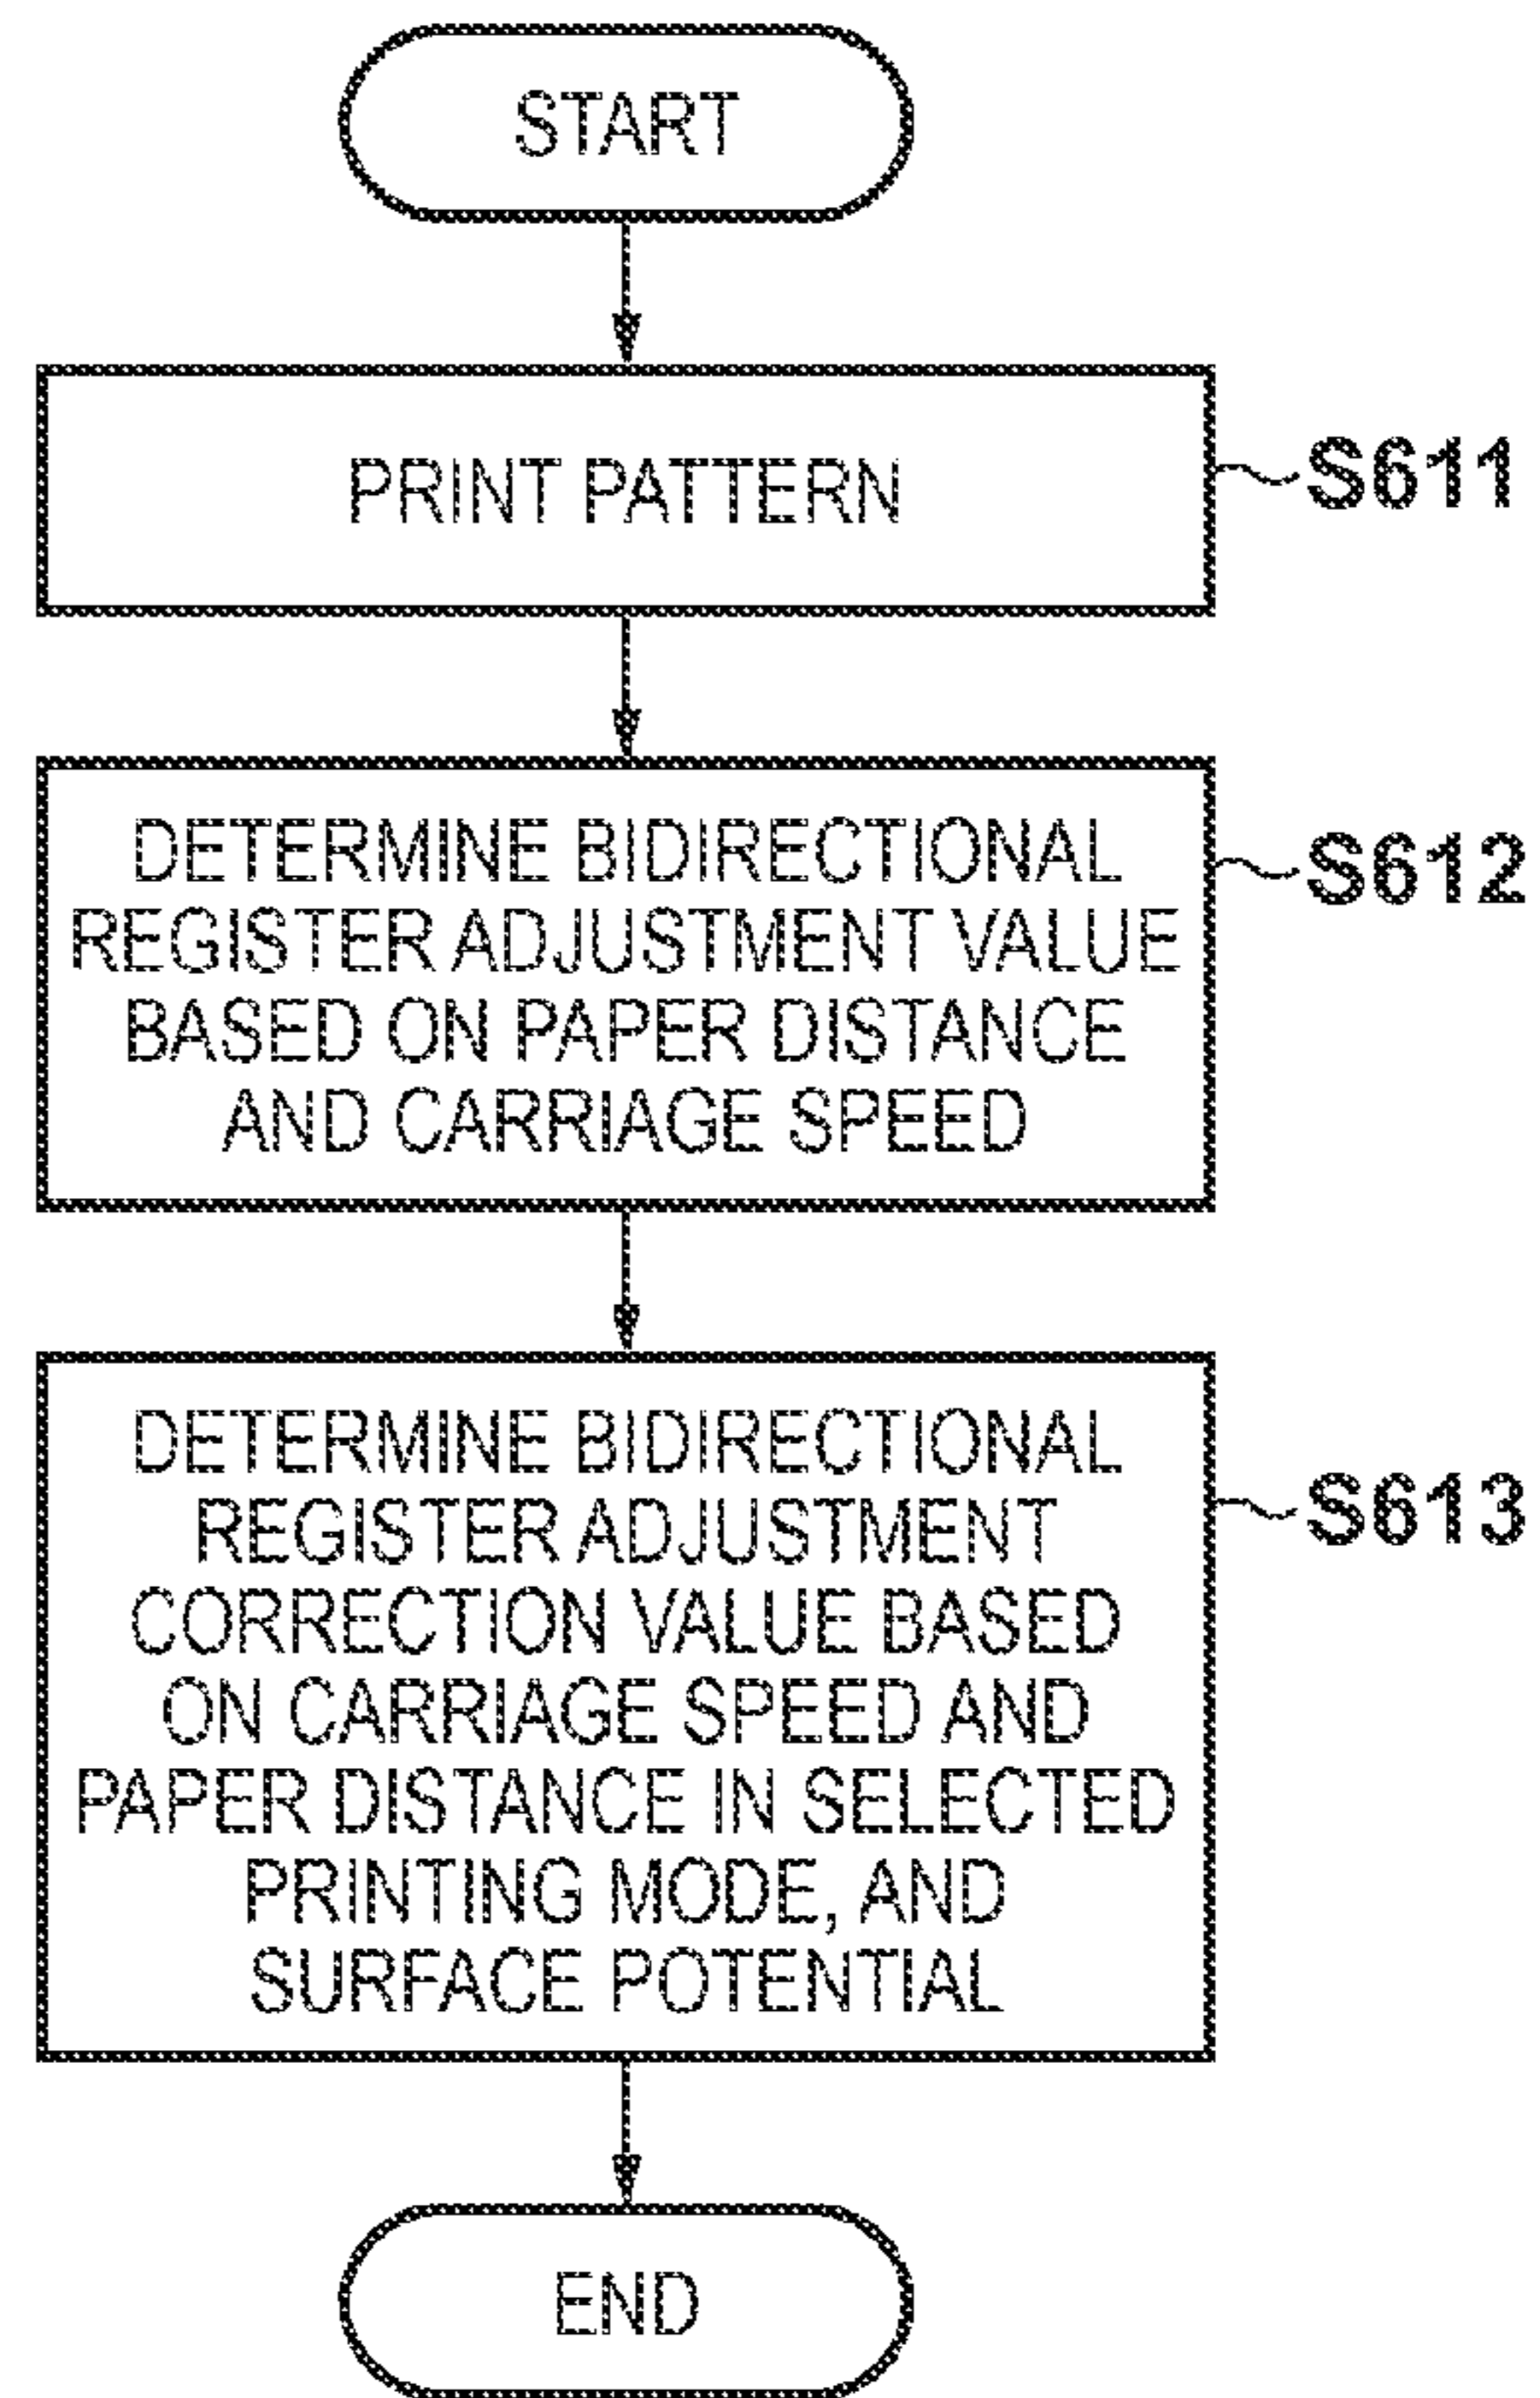 START
PRINT PATTERN
S611
DETERMINE BIDIRECTIONAL
REGISTER ADJUSTMENT VALUE
BASED ON PAPER DISTANCE
AND CARRIAGE SPEED
S612
DETERMINE BIDIRECTIONAL
REGISTER ADJUSTMENT
CORRECTION VALUE BASED
ON CARRIAGE SPEED AND
PAPER DISTANCE IN SELECTED
PRINTING MODE, AND
SURFACE POTENTIAL
S613
END